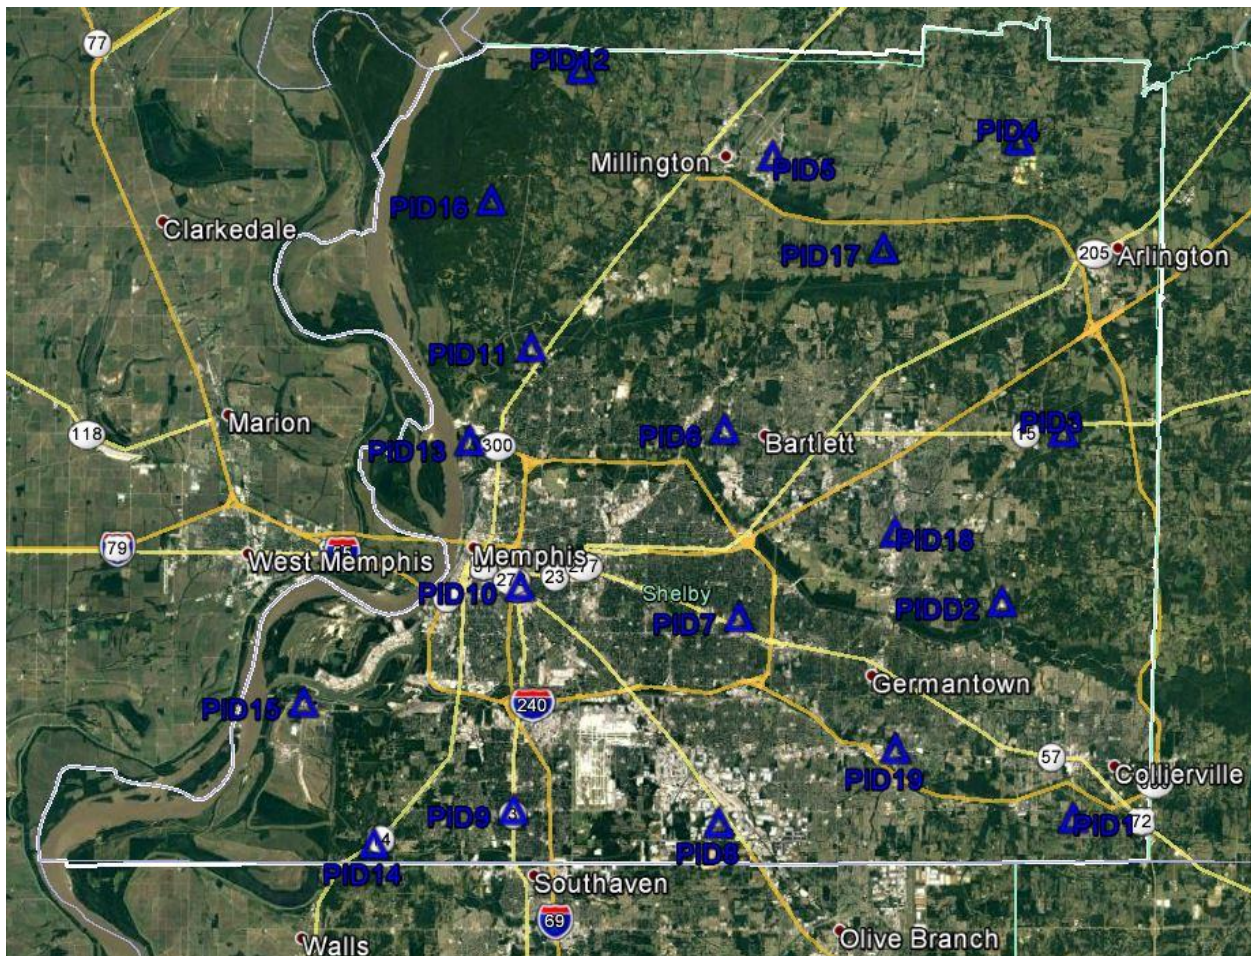 77
PID12
PID4
Millington
PID5
PID16
Clarkedale
PID17
205
Arlington
PID11
Marion
118
PID6
Bartlett
15
PID3
PID13
300
79
West Memphis
Memphis
PID18
23
27
PID10
Shelby
PIDD2
PID7
Germantown
PID15
240
PID19
57
Collierville
PID9
PID8
PID1
72
PID14
Southaven
69
Walls
Olive Branch